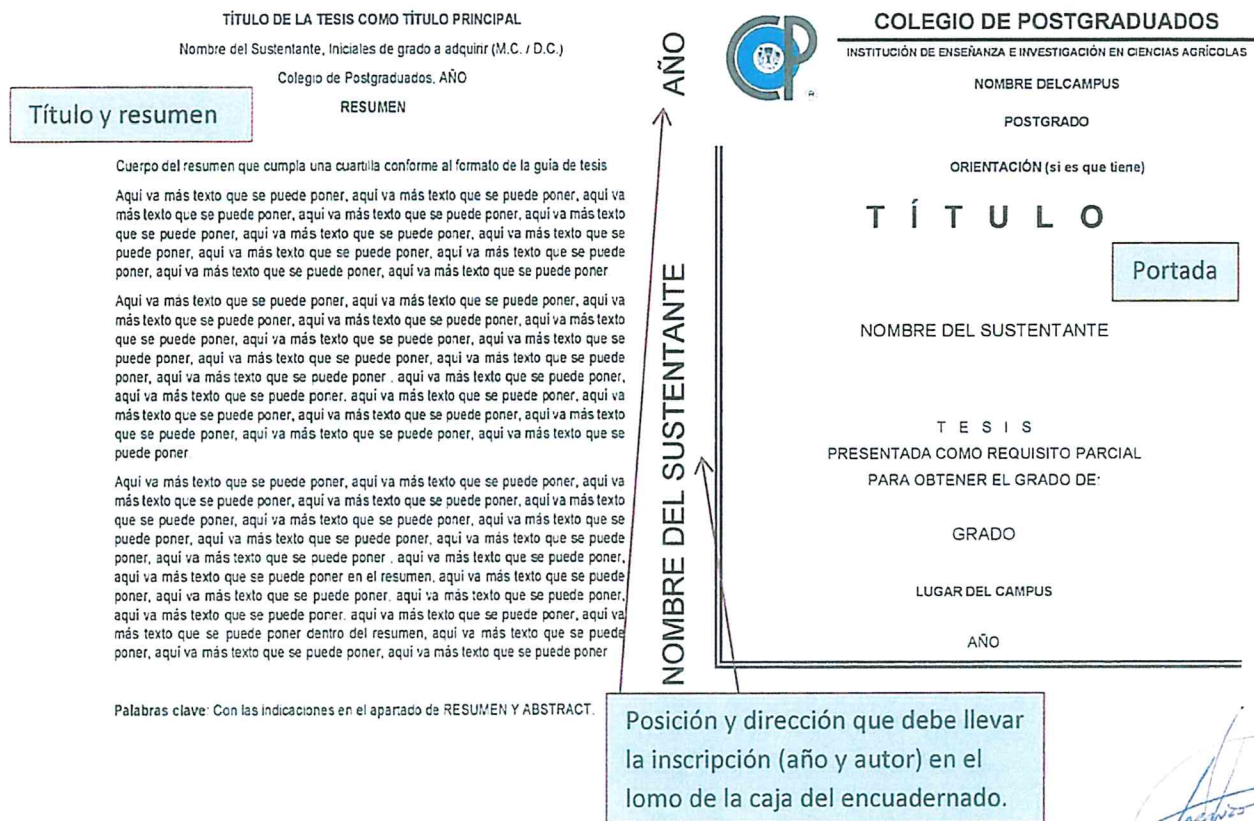 TÍTULO DE LA TESIS COMO TÍTULO PRINCIPAL
Nombre del Sustentante, Iniciales de grado a adquirir (M.C. / D.C.)
Colegio de Postgraduados, AÑO
RESUMEN
Título y resumen
Cuerpo del resumen que cumpla una cuartilla conforme al formato de la guía de tesis
Aquí va más texto que se puede poner, aquí va más texto que se puede poner, aquí va
más texto que se puede poner, aquí va más texto que se puede poner, aquí va más texto
que se puede poner, aquí va más texto que se puede poner, aquí va más texto que se
puede poner, aquí va más texto que se puede poner, aquí va más texto que se puede
poner, aquí va más texto que se puede poner, aquí va más texto que se puede poner
Aquí va más texto que se puede poner, aquí va más texto que se puede poner, aquí va
más texto que se puede poner, aquí va más texto que se puede poner, aquí va más texto
que se puede poner, aquí va más texto que se puede poner, aquí va más texto que se
puede poner, aquí va más texto que se puede poner, aquí va más texto que se puede
poner, aquí va más texto que se puede poner , aquí va más texto que se puede poner,
aquí va más texto que se puede poner, aquí va más texto que se puede poner, aquí va
más texto que se puede poner, aquí va más texto que se puede poner, aquí va más texto
que se puede poner, aquí va más texto que se puede poner, aquí va más texto que se
puede poner
Aquí va más texto que se puede poner, aquí va más texto que se puede poner, aquí va
más texto que se puede poner, aquí va más texto que se puede poner, aquí va más texto
que se puede poner, aquí va más texto que se puede poner, aquí va más texto que se
puede poner, aquí va más texto que se puede poner, aquí va más texto que se puede
poner, aquí va más texto que se puede poner , aquí va más texto que se puede poner,
aquí va más texto que se puede poner en el resumen, aquí va más texto que se puede
poner, aquí va más texto que se puede poner, aquí va más texto que se puede poner,
aquí va más texto que se puede poner, aquí va más texto que se puede poner, aquí va
más texto que se puede poner dentro del resumen, aquí va más texto que se puede
poner, aquí va más texto que se puede poner, aquí va más texto que se puede poner
Palabras clave: Con las indicaciones en el apartado de RESUMEN Y ABSTRACT.
NOMBRE DEL SUSTENTANTE AÑO
CP
®
COLEGIO DE POSTGRADUADOS
INSTITUCIÓN DE ENSEÑANZA E INVESTIGACIÓN EN CIENCIAS AGRÍCOLAS
NOMBRE DELCAMPUS
POSTGRADO
ORIENTACIÓN (si es que tiene)
T Í T U L O
Portada
NOMBRE DEL SUSTENTANTE
T E S I S
PRESENTADA COMO REQUISITO PARCIAL
PARA OBTENER EL GRADO DE:
GRADO
LUGAR DEL CAMPUS
AÑO
Posición y dirección que debe llevar
la inscripción (año y autor) en el
lomo de la caja del encuadernado.